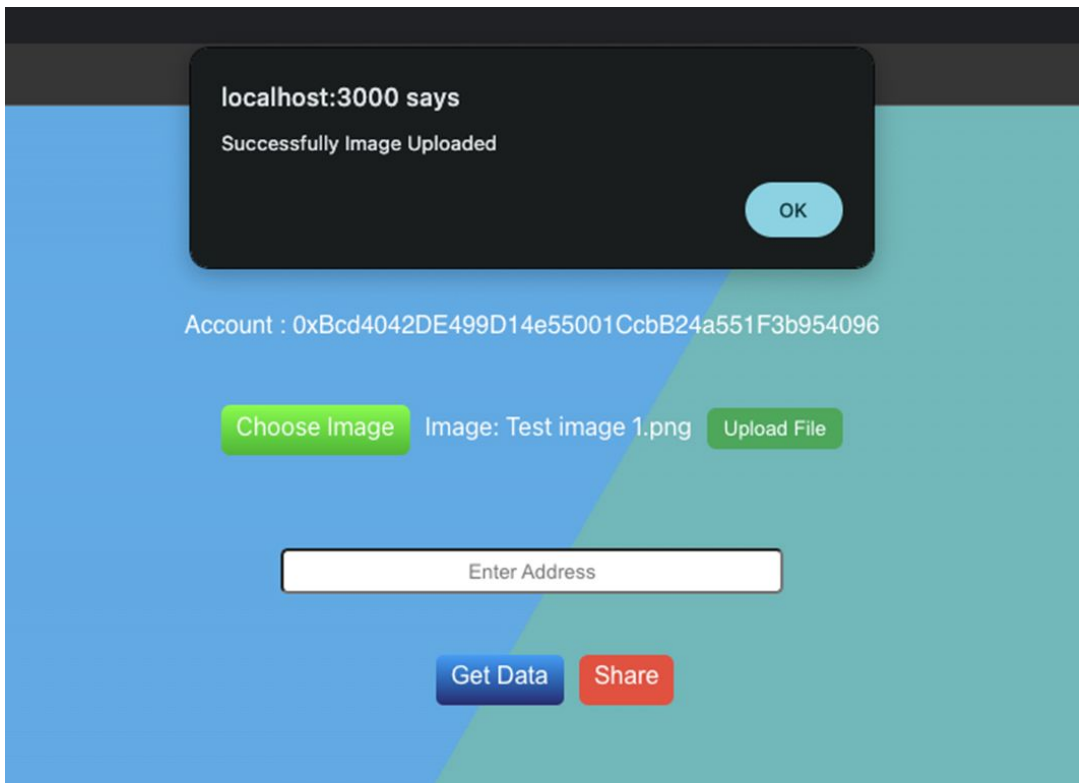 localhost:3000 says
Successfully Image Uploaded
OK
Account : 0xBcd4042DE499D14e55001CcbB24a551F3b954096
Choose Image Image: Test image 1.png Upload File
Enter Address
Get Data Share